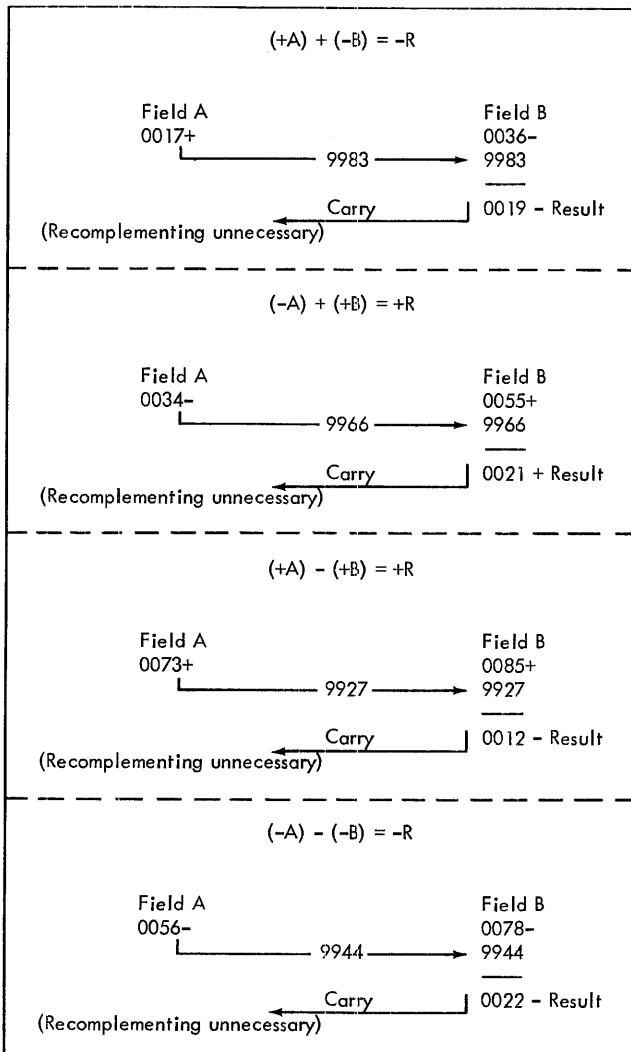 (+A) + (-B) = -R
Field A Field B
0017+ 0036-
9983 9983
Carry 0019 - Result
(Recomplementing unnecessary)
(-A) + (+B) = +R
Field A Field B
0034- 0055+
9966 9966
Carry 0021 + Result
(Recomplementing unnecessary)
(+A) - (+B) = +R
Field A Field B
0073+ 0085+
9927 9927
Carry 0012 - Result
(Recomplementing unnecessary)
(-A) - (-B) = -R
Field A Field B
0056- 0078-
9944 9944
Carry 0022 - Result
(Recomplementing unnecessary)